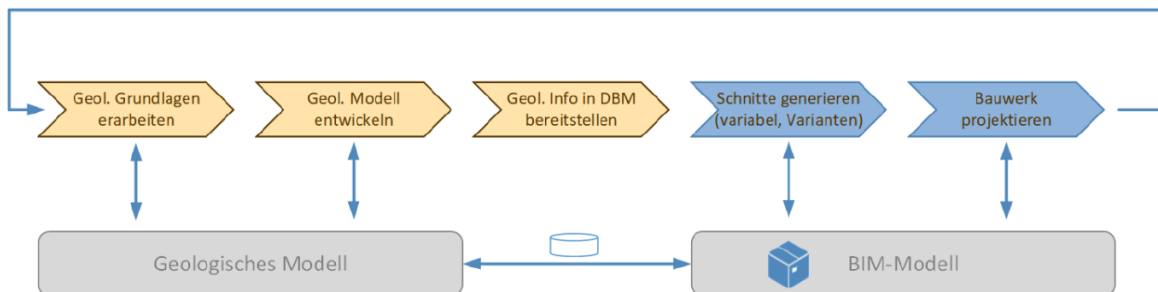 Geol. Grundlagen
erarbeiten
Geol. Modell
entwickeln
Geol. Info in DBM
bereitstellen
Schnitte generieren
(variabel, Varianten)
Bauwerk
projektieren
Geologisches Modell
BIM-Modell